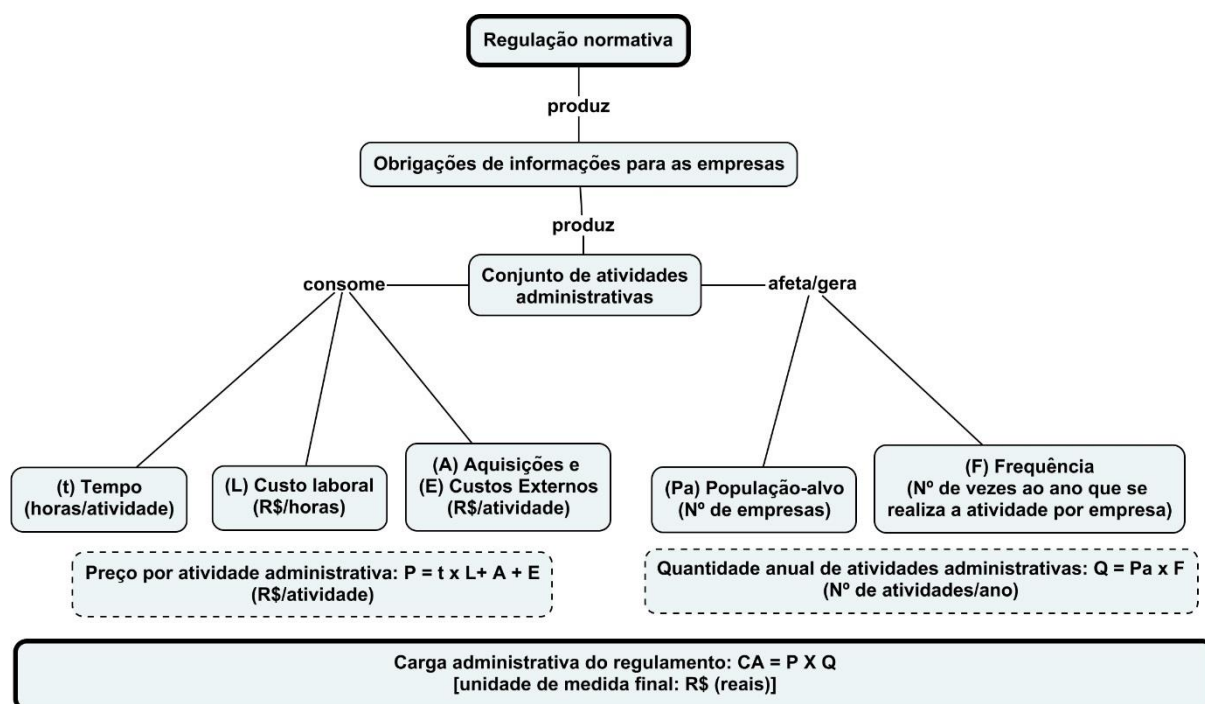 Regulação normativa
produz
Obrigações de informações para as empresas
produz
Conjunto de atividades
administrativas
consome
afeta/gera
(t) Tempo
(horas/atividade)
(L) Custo laboral
(R$/horas)
(A) Aquisições e
(E) Custos Externos
(R$/atividade)
(Pa) População-alvo
(Nº de empresas)
(F) Frequência
(Nº de vezes ao ano que se
realiza a atividade por empresa)
Preço por atividade administrativa: P = t x L+ A + E
(R$/atividade)
Quantidade anual de atividades administrativas: Q = Pa x F
(Nº de atividades/ano)
Carga administrativa do regulamento: CA = P X Q
[unidade de medida final: R$ (reais)]